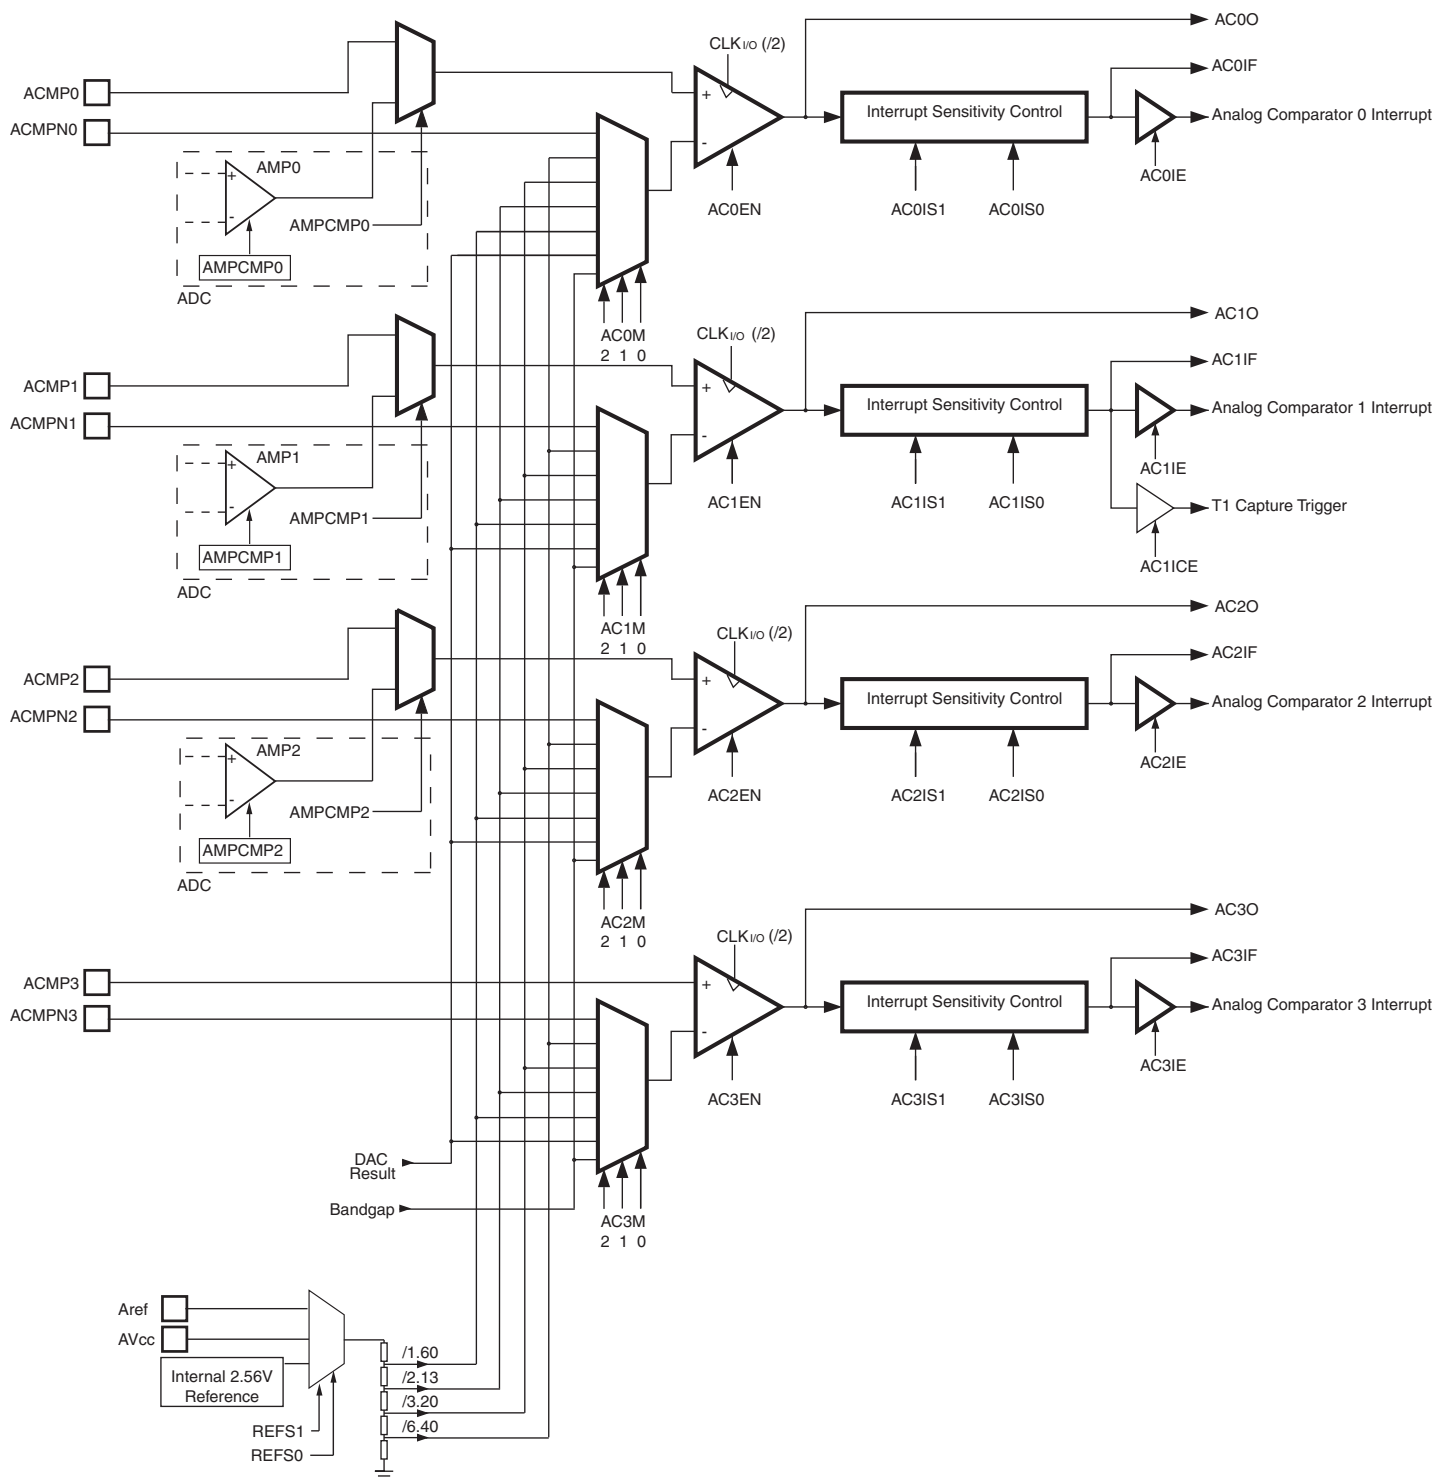 AC0O
CLK I/O (/2)
AC0IF
ACMP0
+
Interrupt Sensitivity Control
Analog Comparator 0 Interrupt
ACMPN0
-
AMP0
+
AC0IE
-
AMPCMP0
AC0EN
AC0IS1
AC0IS0
AMPCMP0
ADC
AC0M
2 1 0
AC1O
CLK I/O (/2)
AC1IF
ACMP1
+
Interrupt Sensitivity Control
Analog Comparator 1 Interrupt
ACMPN1
-
AMP1
+
AC1IE
-
AMPCMP1
AC1EN
AC1IS1
AC1IS0
T1 Capture Trigger
AMPCMP1
AC1ICE
ADC
AC1M
2 1 0
AC2O
CLK I/O (/2)
AC2IF
ACMP2
+
Interrupt Sensitivity Control
Analog Comparator 2 Interrupt
ACMPN2
-
AMP2
+
AC2IE
-
AMPCMP2
AC2EN
AC2IS1
AC2IS0
AMPCMP2
ADC
AC2M
2 1 0
AC3O
CLK I/O (/2)
AC3IF
ACMP3
+
Interrupt Sensitivity Control
Analog Comparator 3 Interrupt
ACMPN3
-
AC3IE
AC3EN
AC3IS1
AC3IS0
DAC
Result
Bandgap
AC3M
2 1 0
Aref
AVcc
Internal 2.56V
Reference
/1.60
/2.13
/3.20
/6.40
REFS1
REFS0